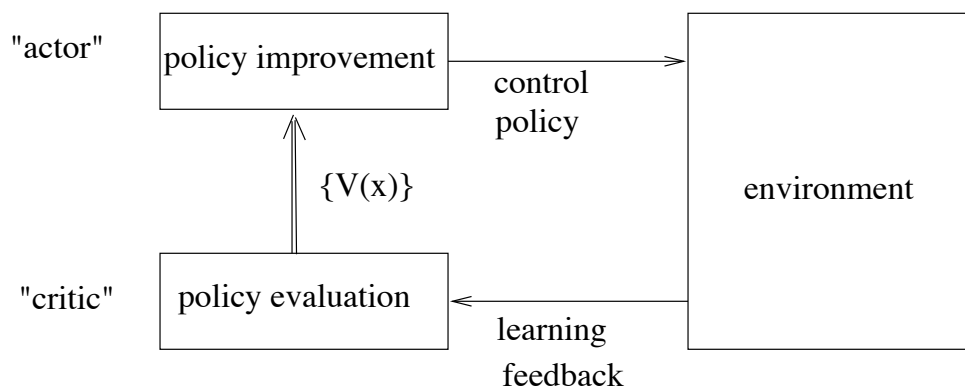 "actor"
policy improvement
control
policy
{V(x)}
environment
"critic"
policy evaluation
learning
feedback